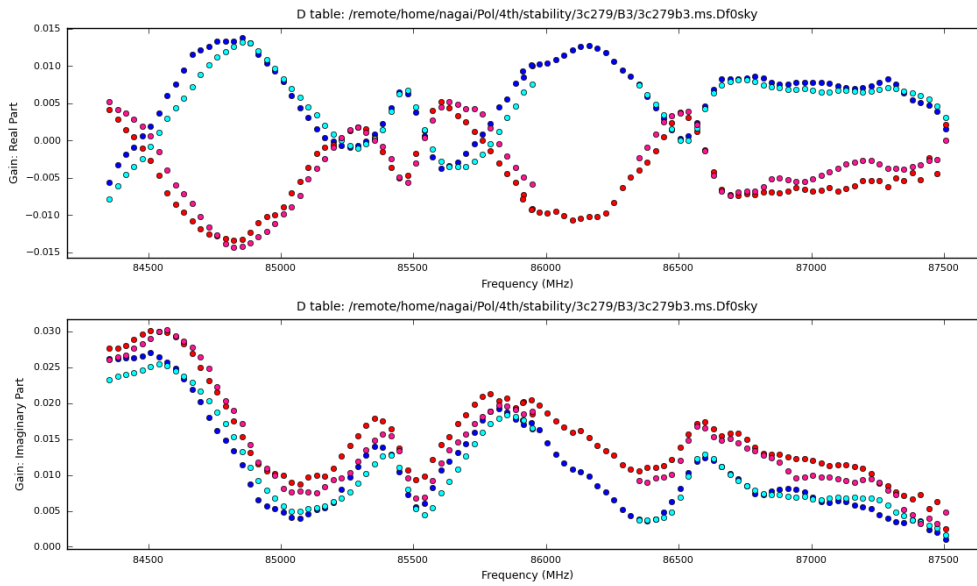 D table: /remote/home/nagai/Pol/4th/stability/3c279/B3/3c279b3.ms.Df0sky
Gain: Real Part
0.015
0.010
0.005
0.000
−0.005
−0.010
−0.015
84500 85000 85500 86000 86500 87000 87500
Frequency (MHz)
D table: /remote/home/nagai/Pol/4th/stability/3c279/B3/3c279b3.ms.Df0sky
Gain: Imaginary Part
0.030
0.025
0.020
0.015
0.010
0.005
0.000
84500 85000 85500 86000 86500 87000 87500
Frequency (MHz)